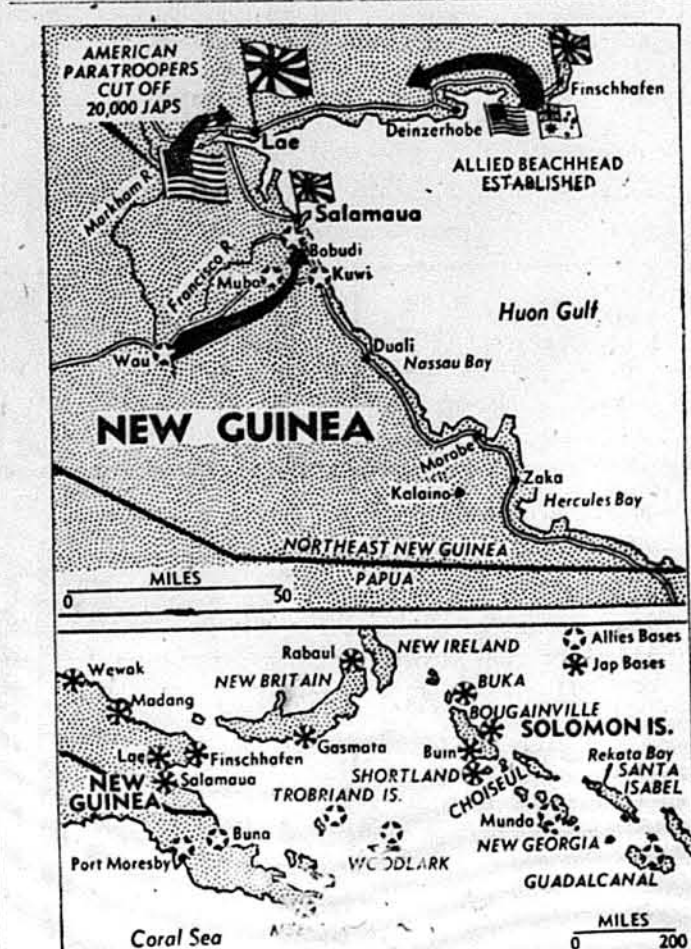 AMERICAN
PARATROOPERS
CUT OFF
20,000 JAPS
Finschhafen
Deinzerhobe
Lae
ALLIED BEACHHEAD
ESTABLISHED
Markham R.
Salamaua
Francisco R.
Bobudi
Mubo
Kuwi
Huon Gulf
Wau
Duali
Nassau Bay
NEW GUINEA
Morobe
Zaka
Kalaino
Hercules Bay
NORTHEAST NEW GUINEA
PAPUA
MILES
0 50
Allies Bases
Jap Bases
NEW IRELAND
Rabaul
Wewak
NEW BRITAIN
BUKA
Madang
BOUGAINVILLE
SOLOMON IS.
Gasmata
Lae
Finschhafen
Buin
Rekata Bay
SANTA
ISABEL
Salamaua
SHORTLAND
CHOISEUL
NEW
GUINEA
TROBRIAND IS.
Munda
Buna
NEW GEORGIA
Port Moresby
WOODLARK
GUADALCANAL
Coral Sea
MILES
0 200